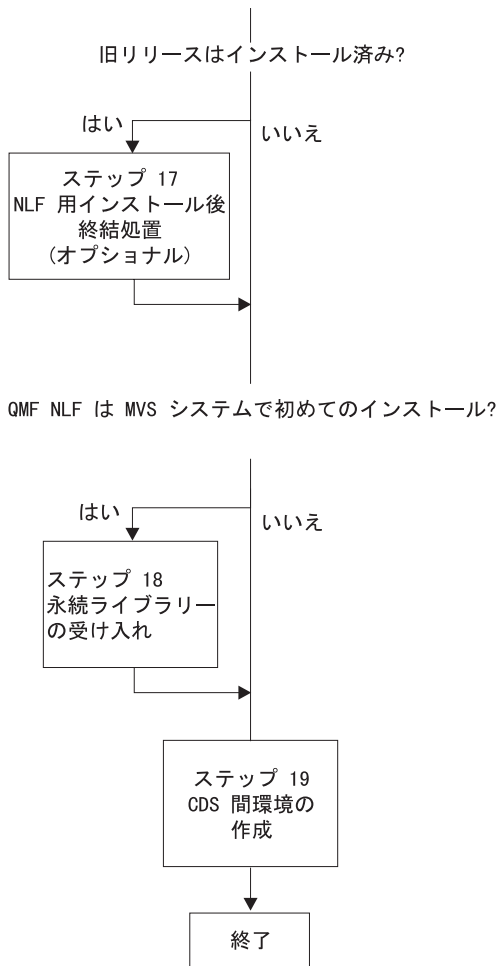 旧リリースはインストール済み?
はい
いいえ
ステップ 17
NLF 用インストール後
終結処置
(オプショナル)
QMF NLF は MVS システムで初めてのインストール?
はい
いいえ
ステップ 18
永続ライブラリー
の受け入れ
ステップ 19
CDS 間環境の
作成
終了